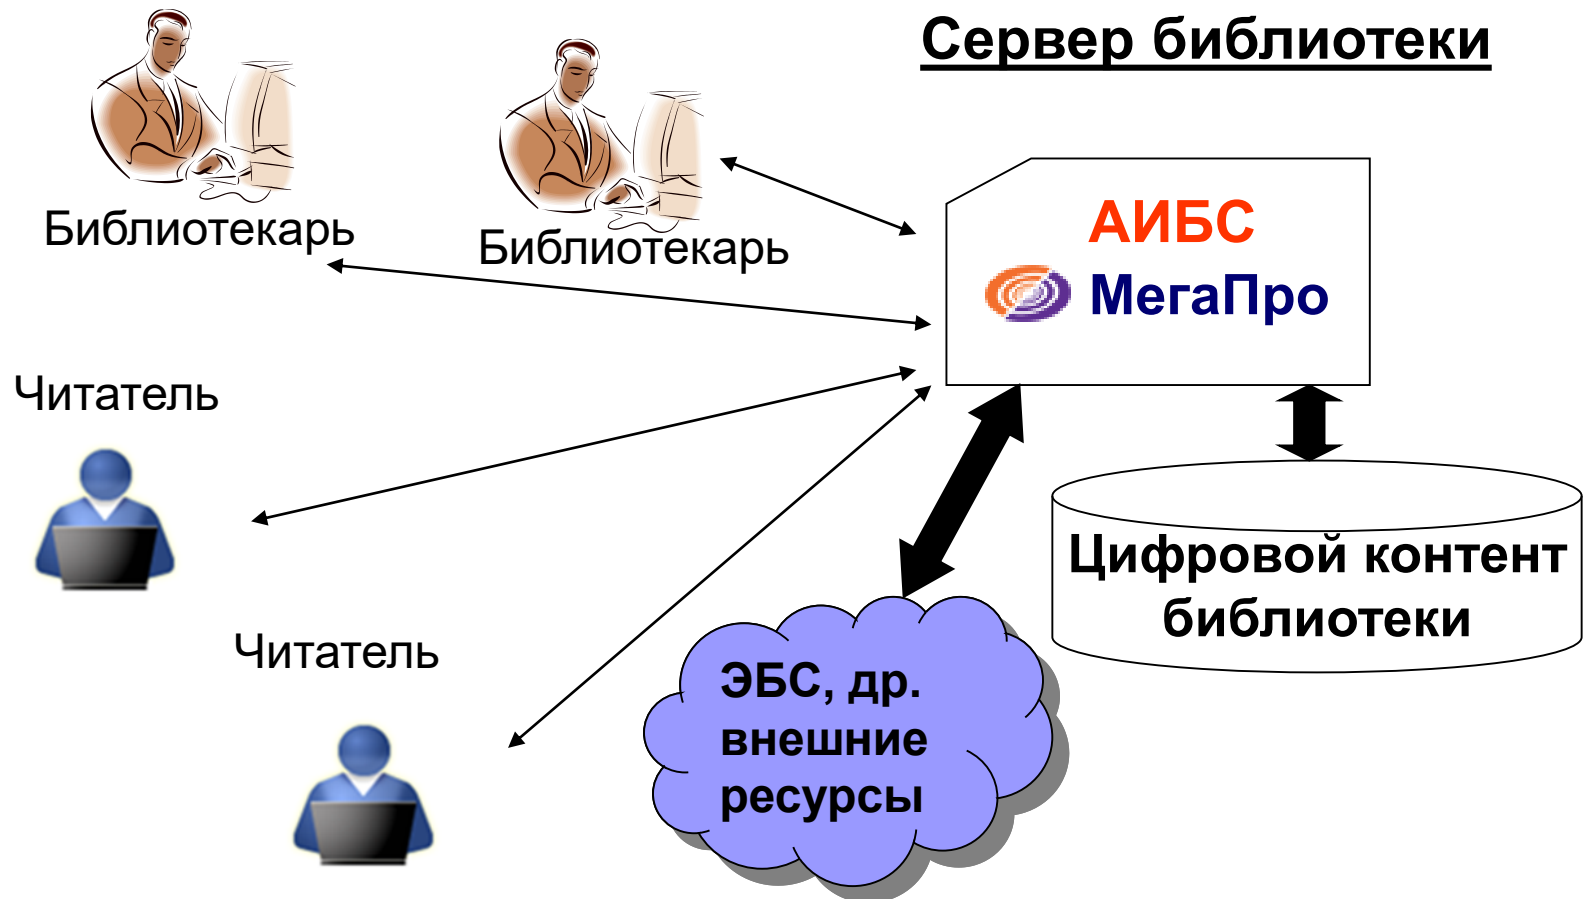 Сервер библиотеки
Библиотекарь
Библиотекарь
АИБС
МегаПро
Читатель
Читатель
Цифровой контент
библиотеки
ЭБС, др.
внешние
ресурсы